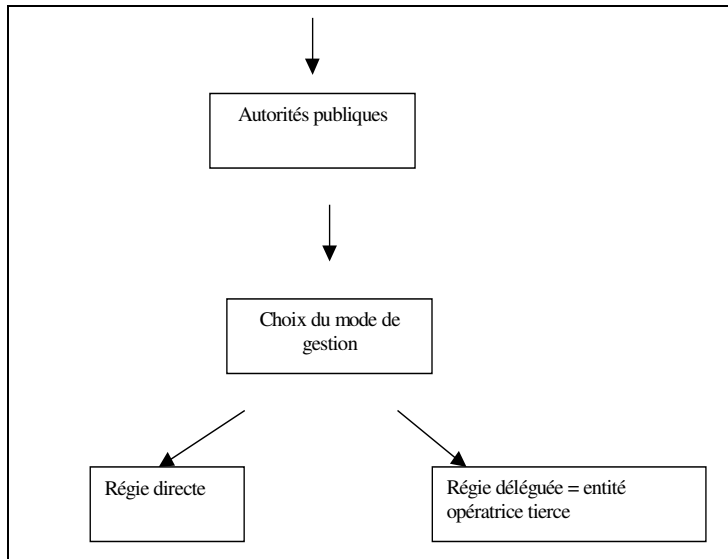 Autorités publiques
Choix du mode de
gestion
Régie directe
Régie déléguée = entité
opératrice tierce